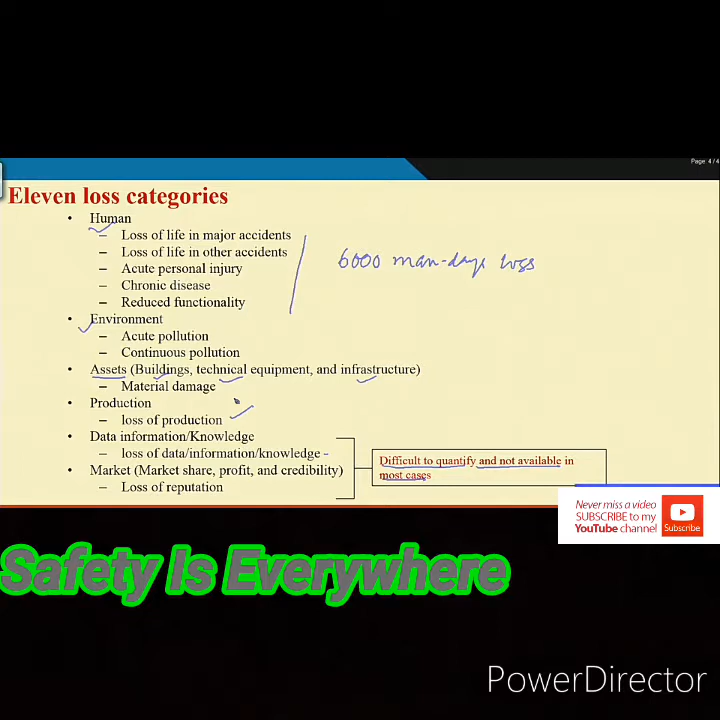 Page: 4 / 4
Eleven loss categories
• Human
– Loss of life in major accidents
– Loss of life in other accidents
– Acute personal injury
– Chronic disease
– Reduced functionality
6000 man-days loss
• Environment
– Acute pollution
– Continuous pollution
• Assets (Buildings, technical equipment, and infrastructure)
– Material damage
• Production
– loss of production
• Data information/Knowledge
– loss of data/information/knowledge
• Market (Market share, profit, and credibility)
– Loss of reputation
Difficult to quantify and not available in
most cases
Never miss a video
SUBSCRIBE to my
YouTube channel
Subscribe
Safety Is Everywhere
PowerDirector